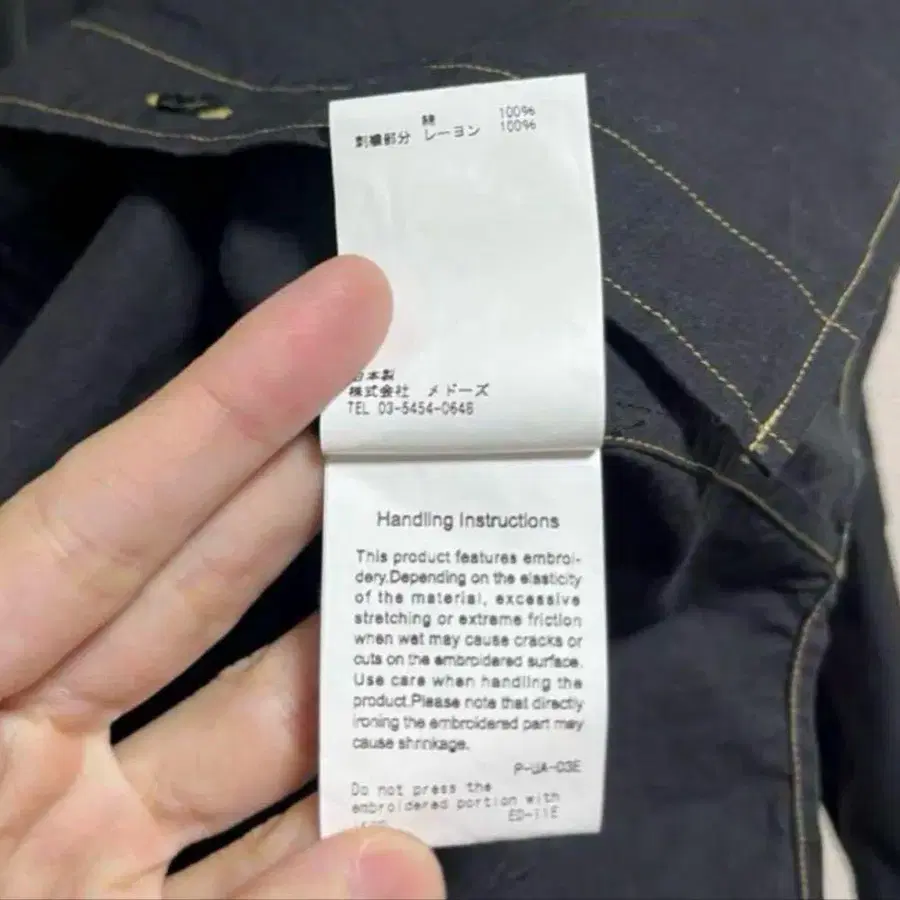 綿 100%
刺繍部分 レーヨン 100%
日本製
株式会社 メドーズ
TEL 03-5454-0648
Handling Instructions
This product features embroi-
dery.Depending on the elasticity
of the material, excessive
stretching or extreme friction
when wet may cause cracks or
cuts on the embroidered surface.
Use care when handling the
product.Please note that directly
ironing the embroidered part may
cause shrinkage.
P-UA-03E
Do not press the
embroidered portion with
ED-11E